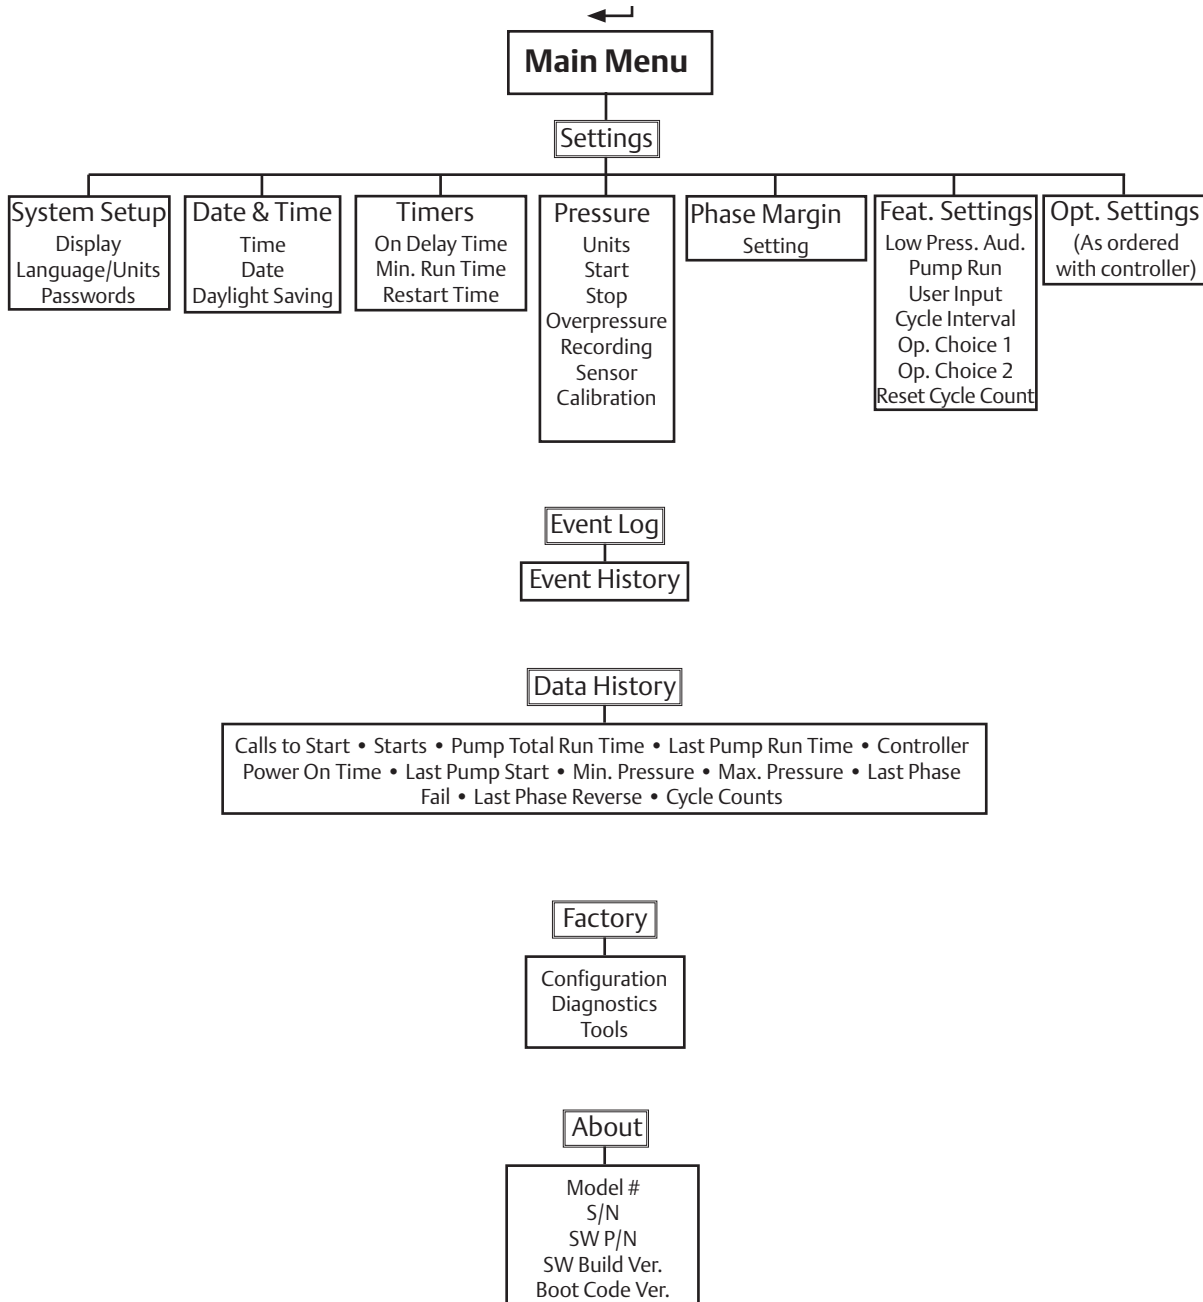 Main Menu
Settings
System Setup
Display
Language/Units
Passwords
Date & Time
Time
Date
Daylight Saving
Timers
On Delay Time
Min. Run Time
Restart Time
Pressure
Units
Start
Stop
Overpressure
Recording
Sensor
Calibration
Phase Margin
Setting
Feat. Settings
Low Press. Aud.
Pump Run
User Input
Cycle Interval
Op. Choice 1
Op. Choice 2
Reset Cycle Count
Opt. Settings
(As ordered
with controller)
Event Log
Event History
Data History
Calls to Start • Starts • Pump Total Run Time • Last Pump Run Time • Controller
Power On Time • Last Pump Start • Min. Pressure • Max. Pressure • Last Phase
Fail • Last Phase Reverse • Cycle Counts
Factory
Configuration
Diagnostics
Tools
About
Model #
S/N
SW P/N
SW Build Ver.
Boot Code Ver.